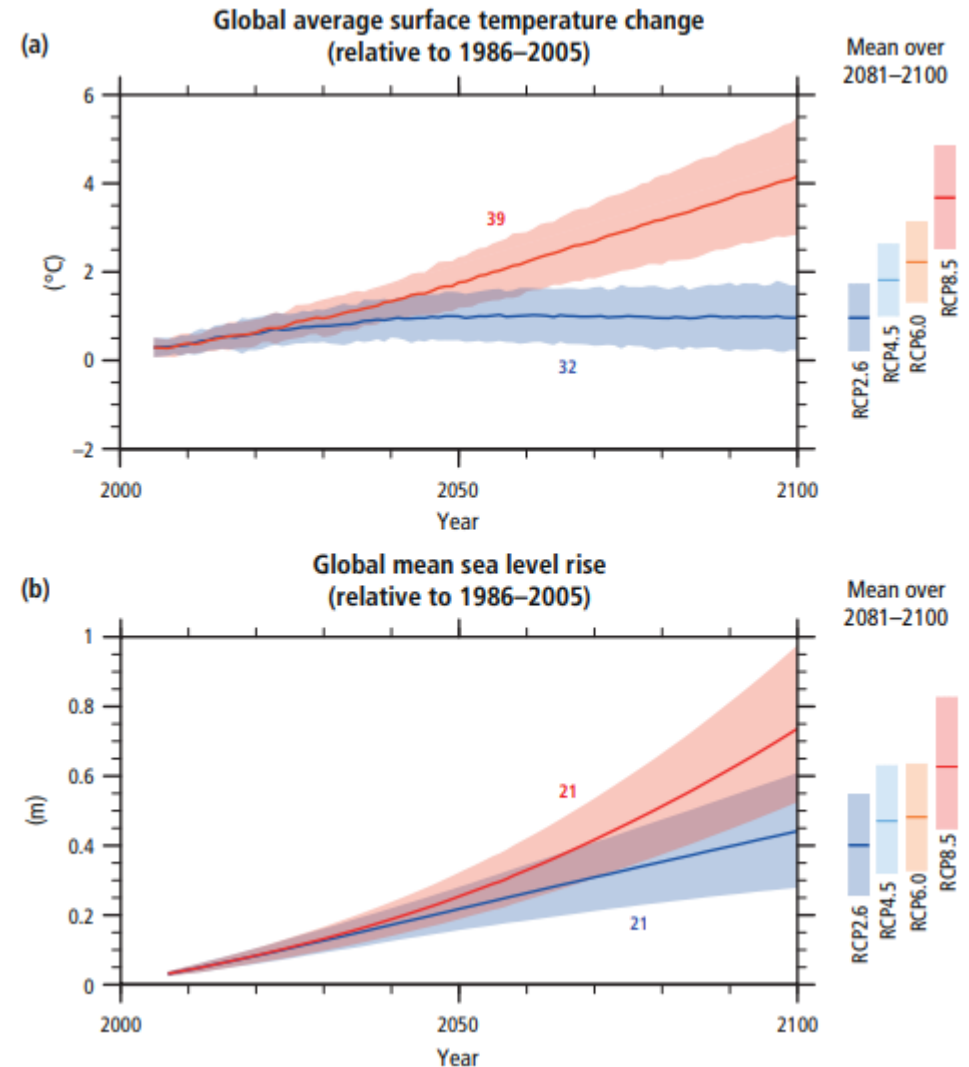 Global average surface temperature change
(relative to 1986–2005)
(a)
Mean over
2081–2100
6
4
2
0
–2
(°C)
39
32
2000
2050
2100
Year
RCP2.6
RCP4.5
RCP6.0
RCP8.5
Global mean sea level rise
(relative to 1986–2005)
(b)
Mean over
2081–2100
1
0.8
0.6
0.4
0.2
0
(m)
21
21
2000
2050
2100
Year
RCP2.6
RCP4.5
RCP6.0
RCP8.5